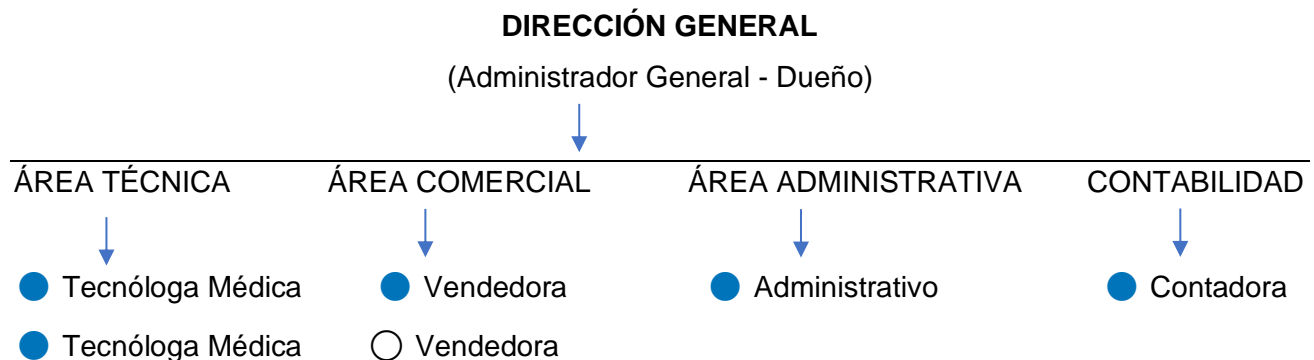 DIRECCIÓN GENERAL
(Administrador General - Dueño)
ÁREA TÉCNICA ÁREA COMERCIAL ÁREA ADMINISTRATIVA CONTABILIDAD
Tecnóloga Médica Vendedora Administrativo Contadora
Tecnóloga Médica Vendedora